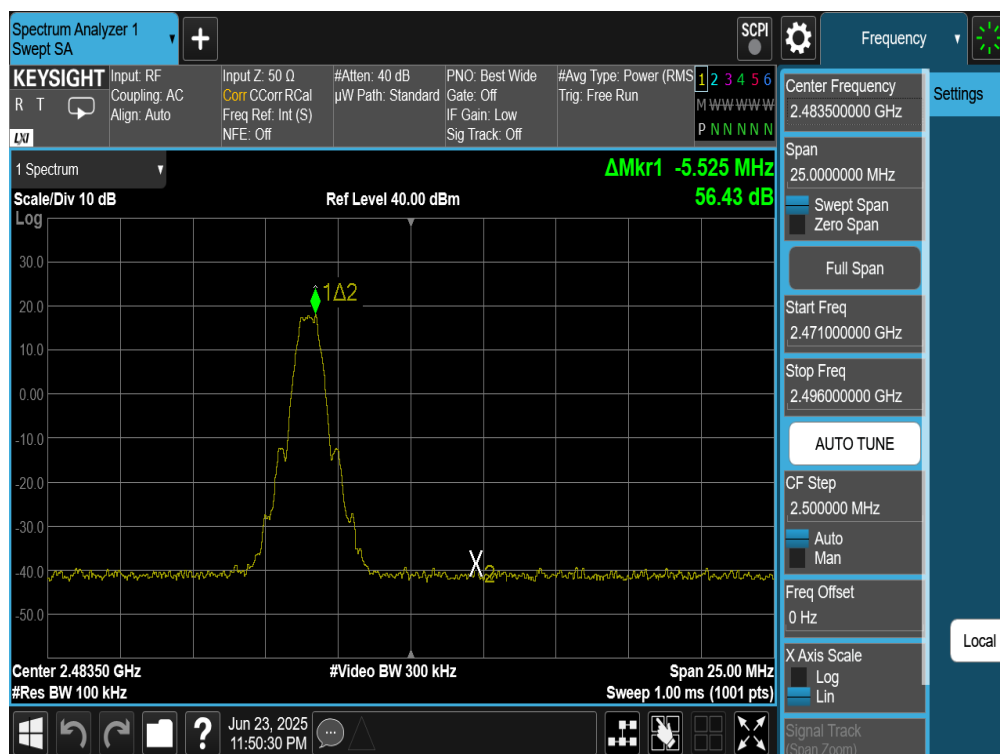 Spectrum Analyzer 1
Swept SA
+
SCPI
Frequency
KEYSIGHT
R T
LXI
Input: RF
Coupling: AC
Align: Auto
Input Z: 50 Ω
Corr CCorr RCal
Freq Ref: Int (S)
NFE: Off
#Atten: 40 dB
µW Path: Standard
PNO: Best Wide
Gate: Off
IF Gain: Low
Sig Track: Off
#Avg Type: Power (RMS
Trig: Free Run
1 2 3 4 5 6
M W W W W W
P N N N N N
1 Spectrum
ΔMkr1 -5.525 MHz
56.43 dB
Scale/Div 10 dB
Ref Level 40.00 dBm
Log
30.0
20.0
10.0
0.00
-10.0
-20.0
-30.0
-40.0
-50.0
1Δ2
X
2
Center 2.48350 GHz
#Video BW 300 kHz
Span 25.00 MHz
#Res BW 100 kHz
Sweep 1.00 ms (1001 pts)
?
Jun 23, 2025
11:50:30 PM
Center Frequency
2.483500000 GHz
Span
25.0000000 MHz
Swept Span
Zero Span
Full Span
Start Freq
2.471000000 GHz
Stop Freq
2.496000000 GHz
AUTO TUNE
CF Step
2.500000 MHz
Auto
Man
Freq Offset
0 Hz
X Axis Scale
Log
Lin
Signal Track
(Span Zoom)
Settings
Local